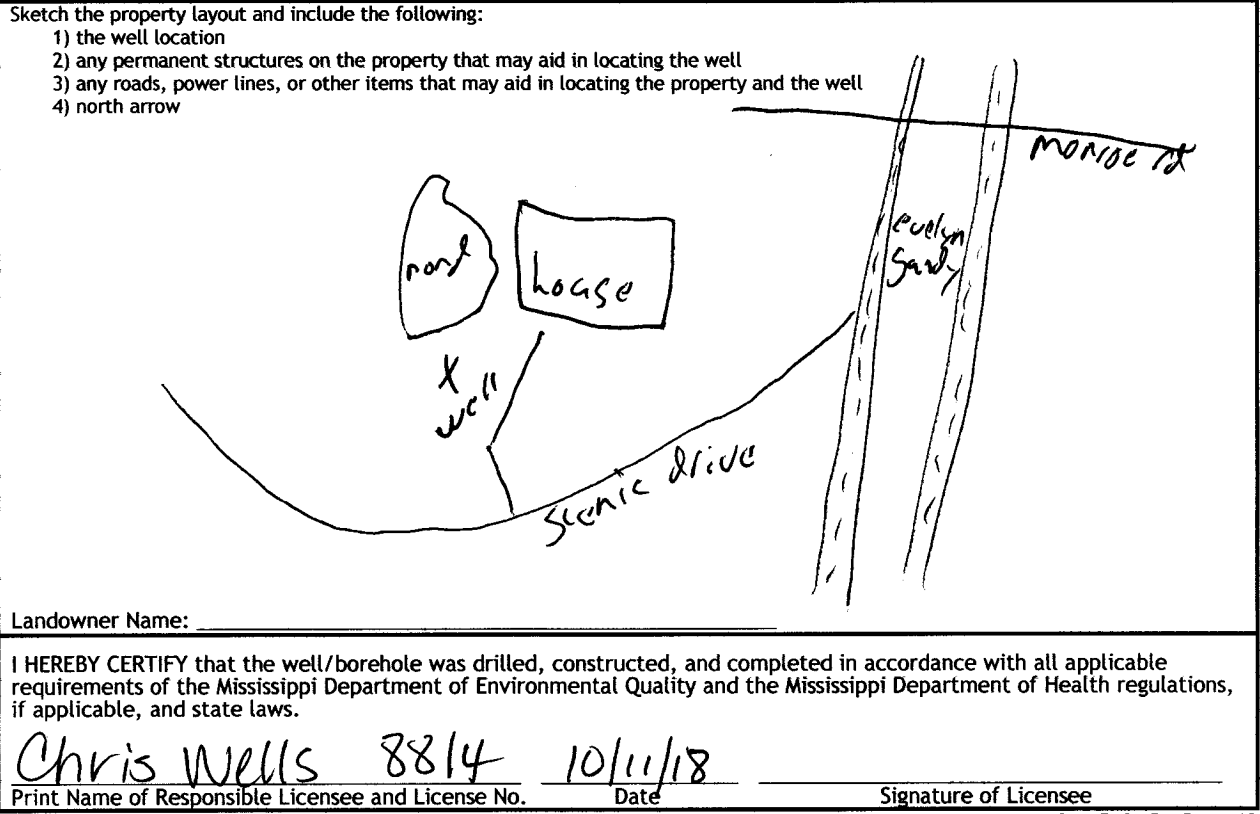 Sketch the property layout and include the following:
1) the well location
2) any permanent structures on the property that may aid in locating the well
3) any roads, power lines, or other items that may aid in locating the property and the well
4) north arrow
monroe rd
evelyn
Gandy
pond
house
X
well
Scenic drive
Landowner Name:
I HEREBY CERTIFY that the well/borehole was drilled, constructed, and completed in accordance with all applicable
requirements of the Mississippi Department of Environmental Quality and the Mississippi Department of Health regulations,
if applicable, and state laws.
Chris Wells 8814 10/11/18
Print Name of Responsible Licensee and License No. Date Signature of Licensee